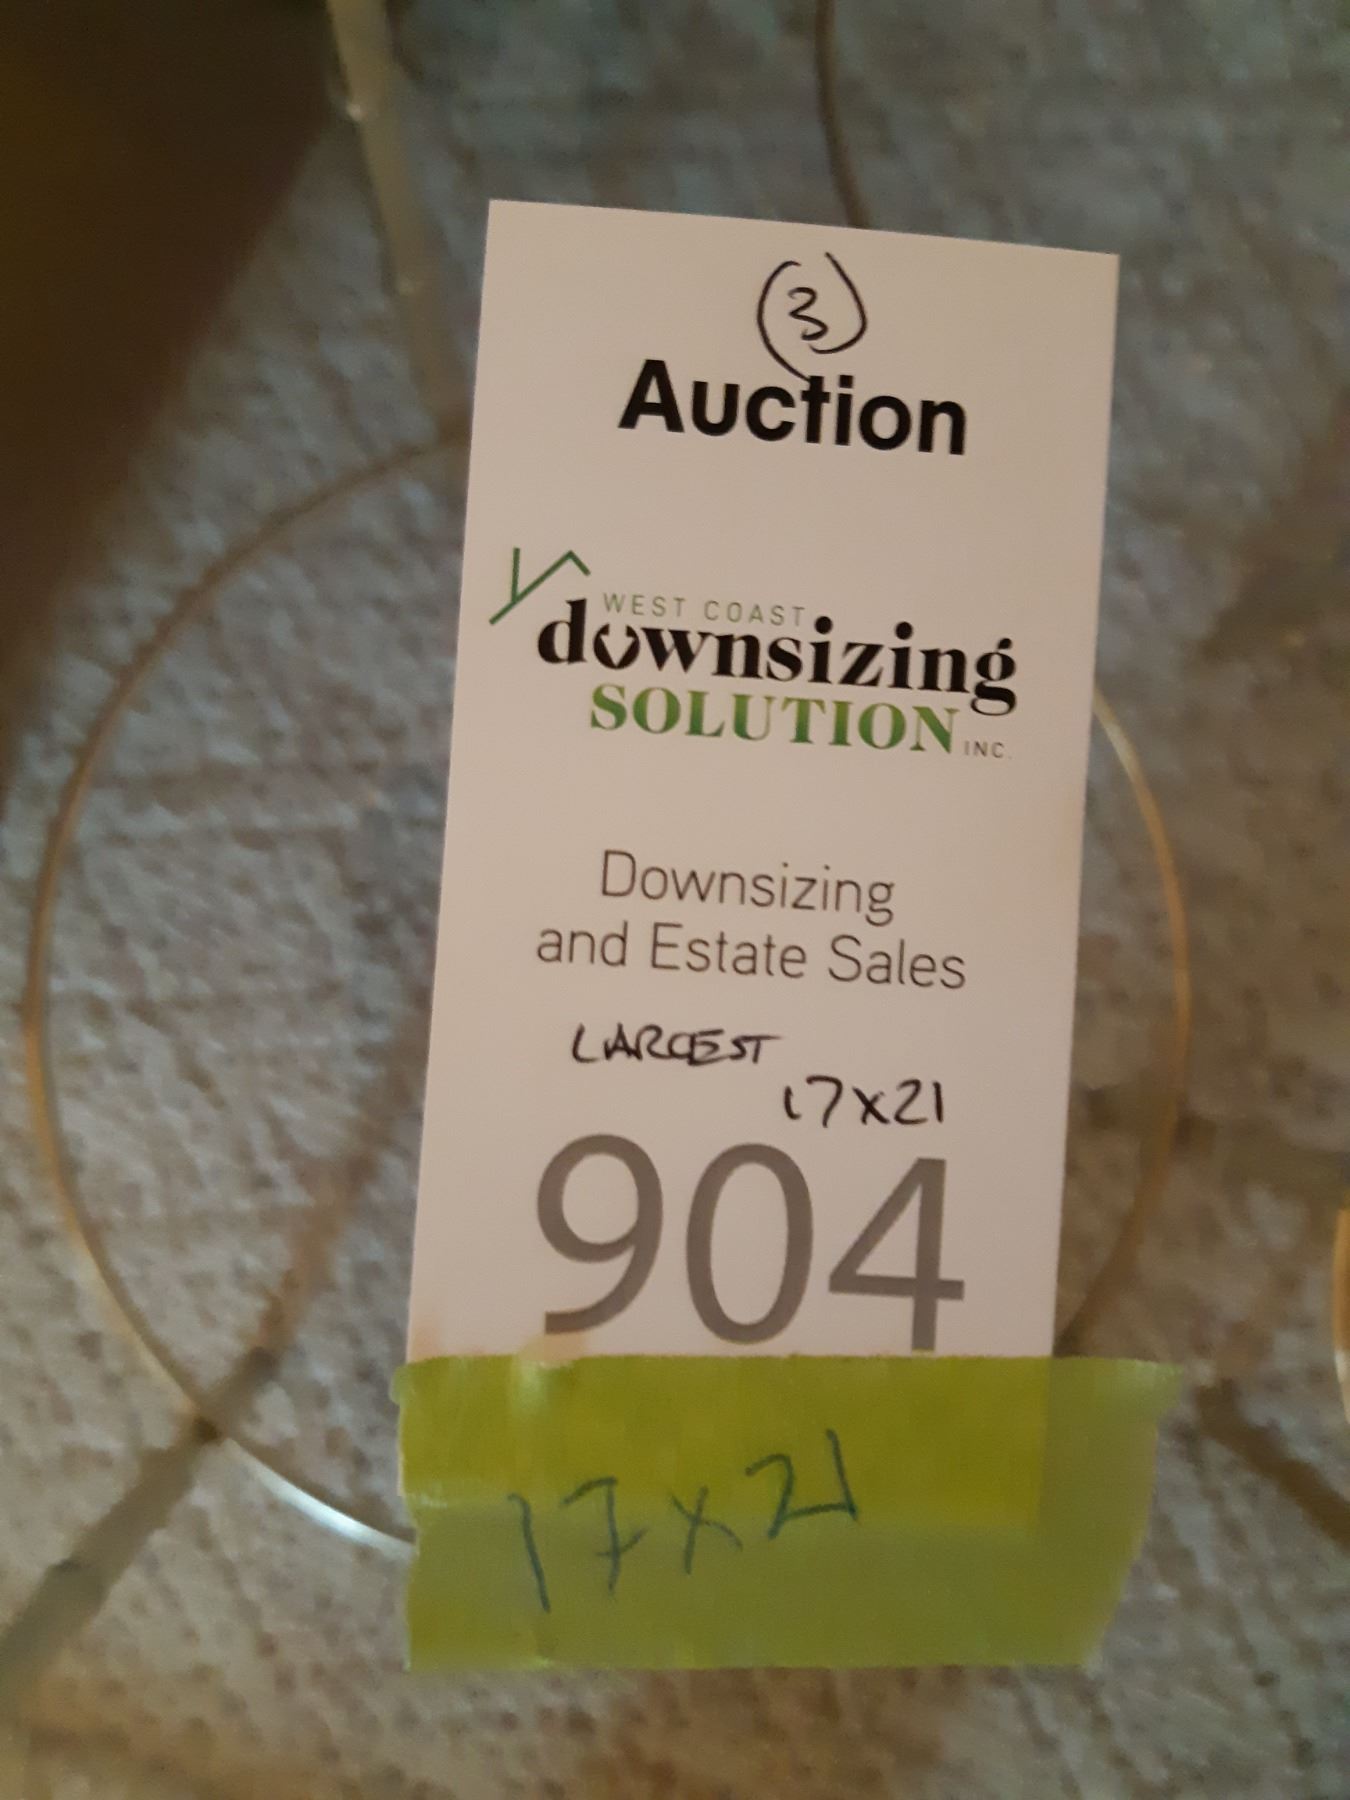 3
Auction
WEST COAST
downsizing
SOLUTION INC.
Downsizing
and Estate Sales
LARGEST
17x21
904
17x21